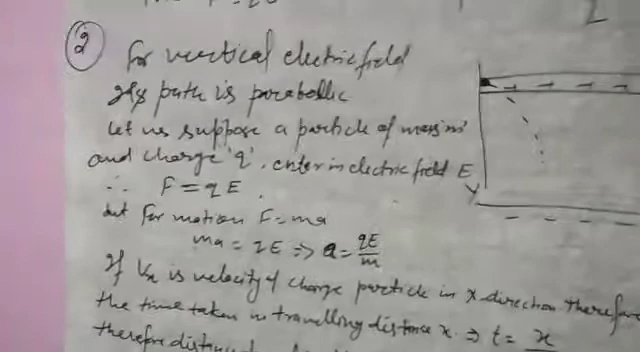 2
for vertical electric field
its path is parabolic
let us suppose a particle of mass 'm'
and charge 'q'. enter in electric field E
∴ F = qE.
but for motion F = ma
ma = qE ⇒ a = qE/m
If Vx is velocity of charge particle in x-direction therefore
the time taken in travelling distance x. ⇒ t = x
therefore
L
Y